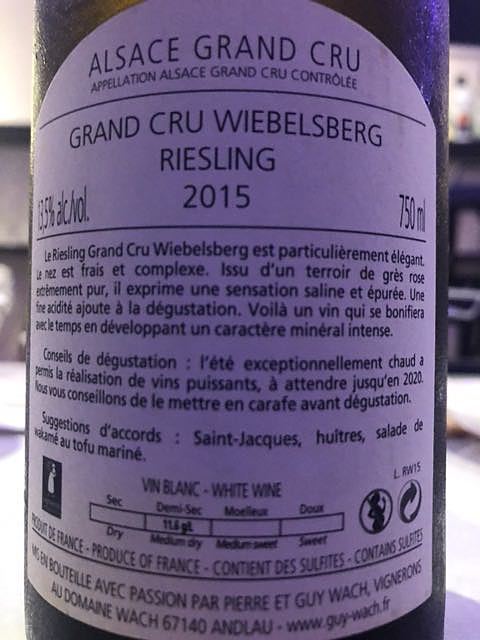 ALSACE GRAND CRU
APPELLATION ALSACE GRAND CRU CONTRÔLÉE
GRAND CRU WIEBELSBERG
RIESLING
2015
13,5% alc./vol.
750 ml
Le Riesling Grand Cru Wiebelsberg est particulièrement élégant.
Le nez est frais et complexe. Issu d'un terroir de grès rose
extrêmement pur, il exprime une sensation saline et épurée. Une
fine acidité ajoute à la dégustation. Voilà un vin qui se bonifiera
avec le temps en développant un caractère minéral intense.
Conseils de dégustation : l'été exceptionnellement chaud a
permis la réalisation de vins puissants, à attendre jusqu'en 2020.
Nous vous conseillons de le mettre en carafe avant dégustation.
Suggestions d'accords : Saint-Jacques, huîtres, salade de
wakamé au tofu mariné.
L. RW15
VIN BLANC - WHITE WINE
Sec Demi-Sec Moelleux Doux
11.6 g/L
Dry Medium dry Medium sweet Sweet
PRODUIT DE FRANCE - PRODUCE OF FRANCE - CONTIENT DES SULFITES - CONTAINS SULFITES
MIS EN BOUTEILLE AVEC PASSION PAR PIERRE ET GUY WACH, VIGNERONS
AU DOMAINE WACH 67140 ANDLAU - www.guy-wach.fr